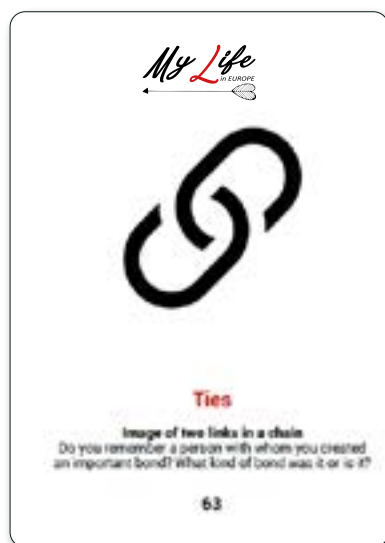 My Life
in EUROPE
Ties
Image of two links in a chain
Do you remember a person with whom you created
an important bond? What kind of bond was it or is it?
63